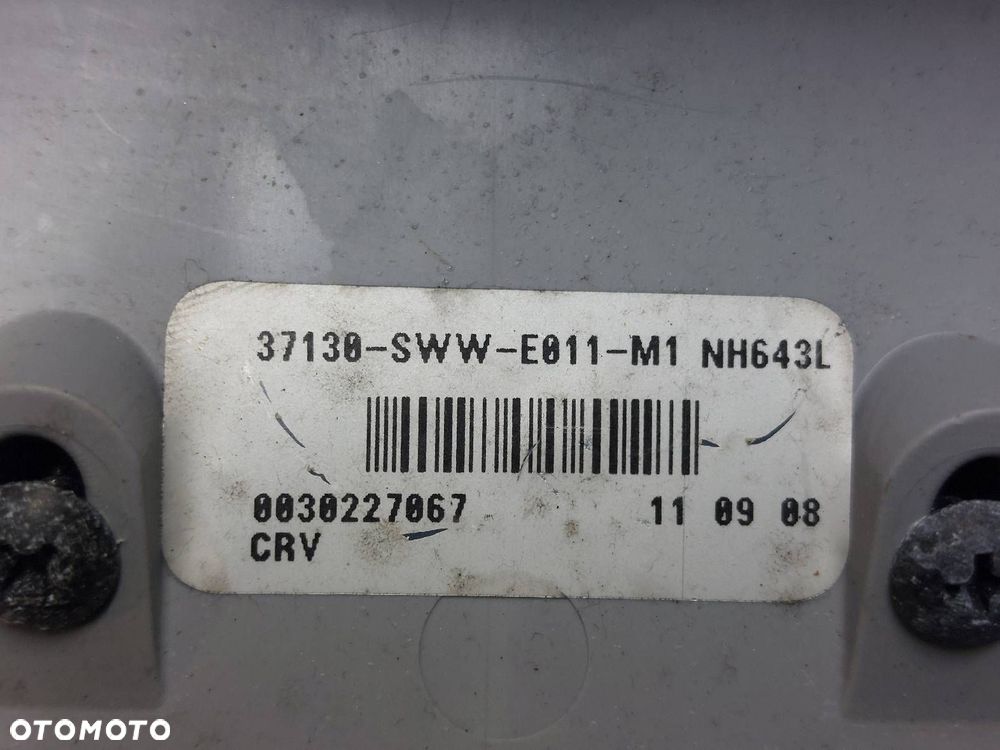 37130-SWW-E011-M1 NH643L
0030227067 11 09 08
CRV
OTOMOTO